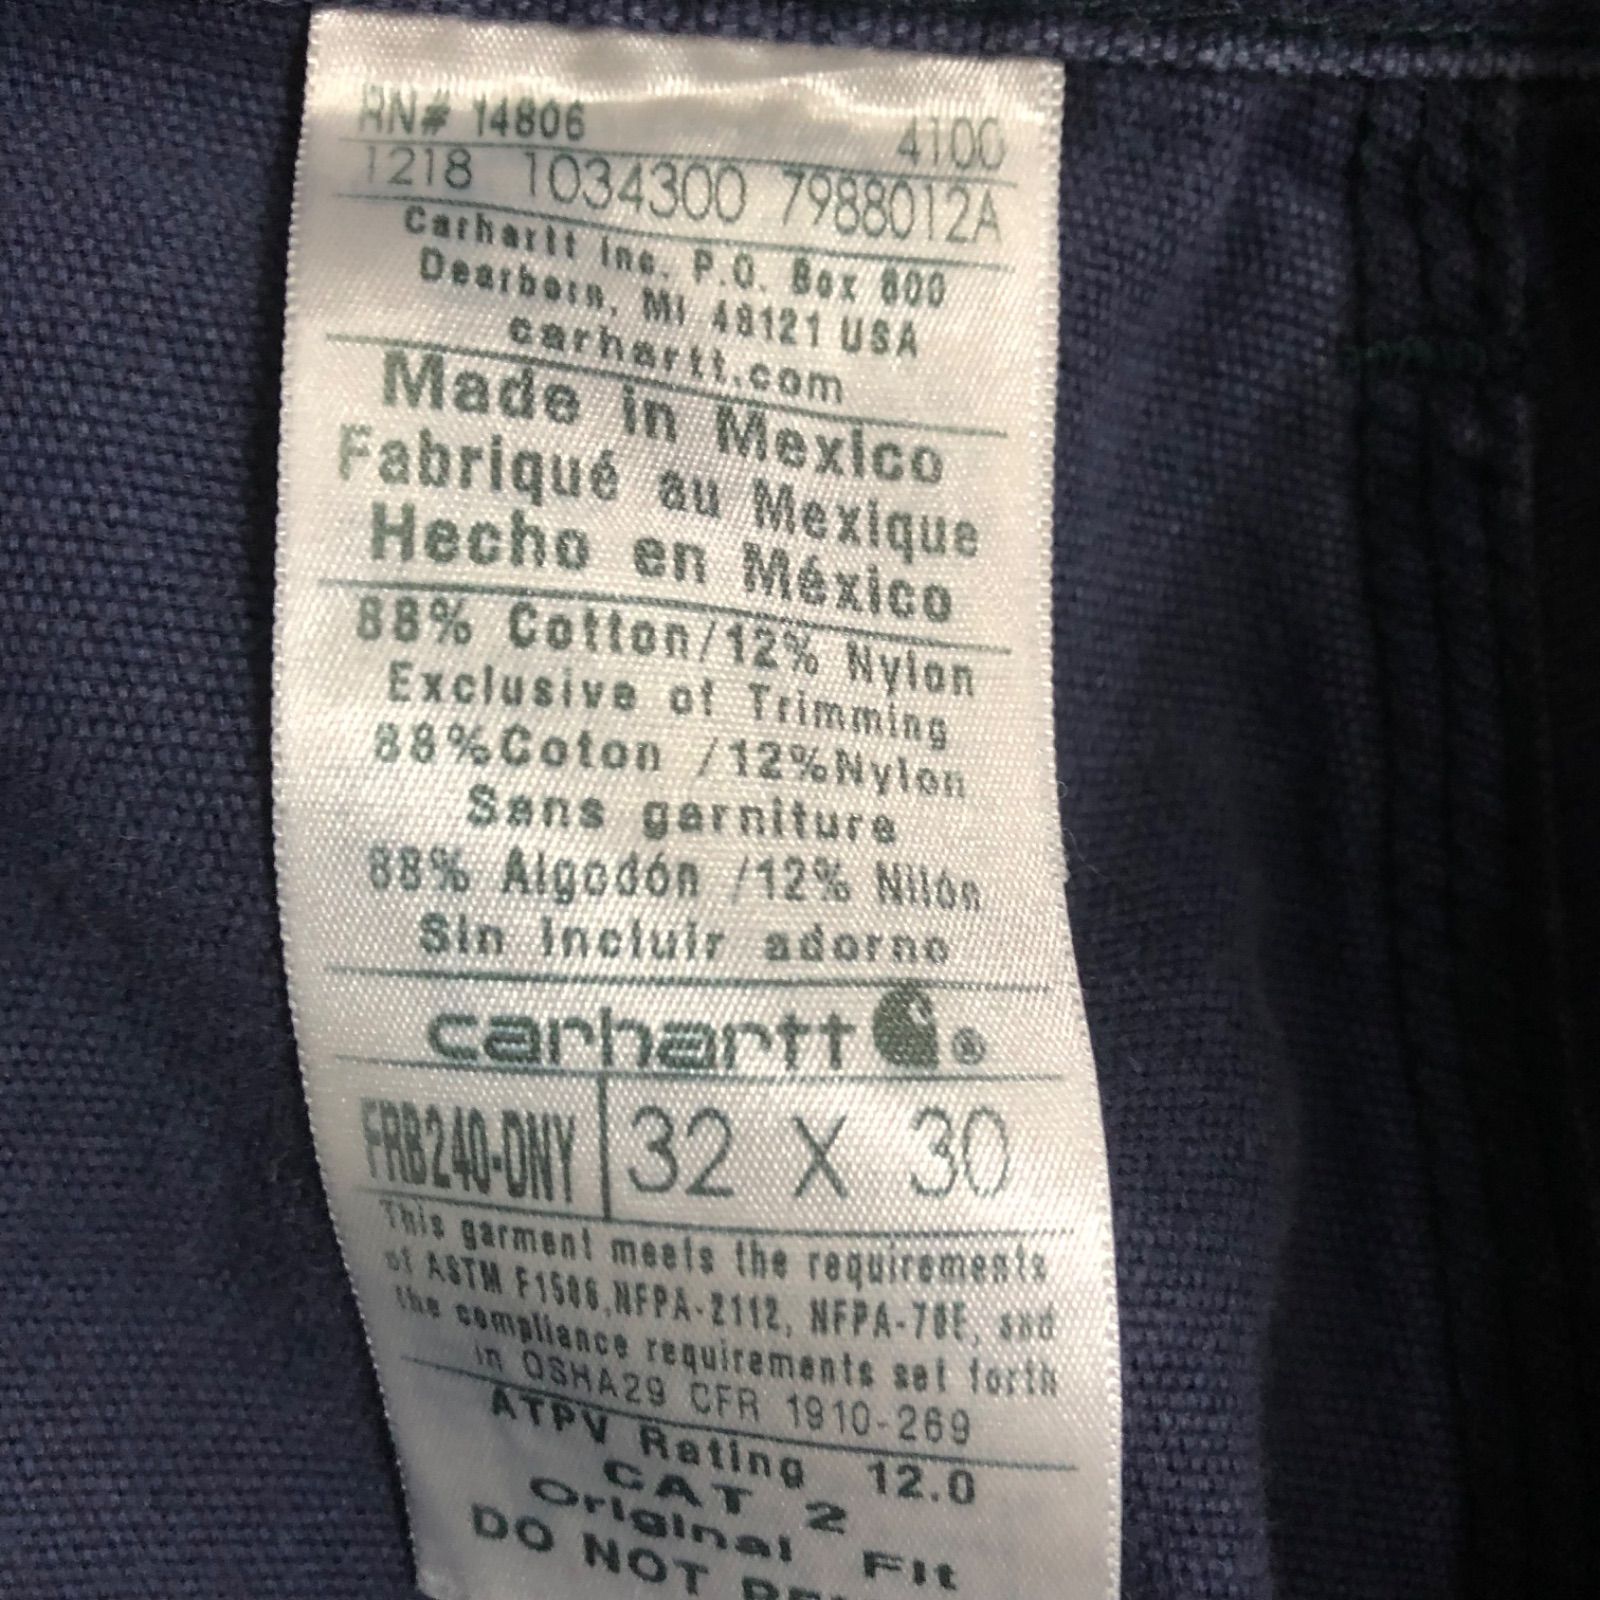 RN# 14806 4100
1218 1034300 7988012A
Carhartt Inc. P.O. Box 600
Dearborn, MI 48121 USA
carhartt.com
Made in Mexico
Fabriqué au Mexique
Hecho en México
88% Cotton/12% Nylon
Exclusive of Trimming
88%Coton /12%Nylon
Sans garniture
88% Algodón /12% Nilón
Sin incluir adorno
carhartt ®
FRB240-DNY 32 X 30
This garment meets the requirements
of ASTM F1506,NFPA-2112, NFPA-70E, and
the compliance requirements set forth
in OSHA29 CFR 1910-269
ATPV Rating 12.0
CAT 2
Original Fit
DO NOT